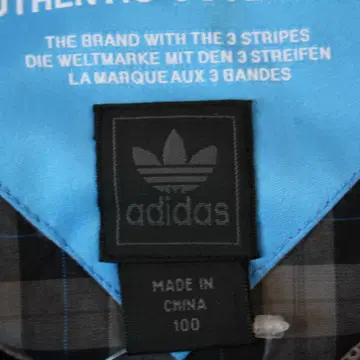 THE BRAND WITH THE 3 STRIPES
DIE WELTMARKE MIT DEN 3 STREIFEN
LA MARQUE AUX 3 BANDES
adidas
MADE IN
CHINA
100